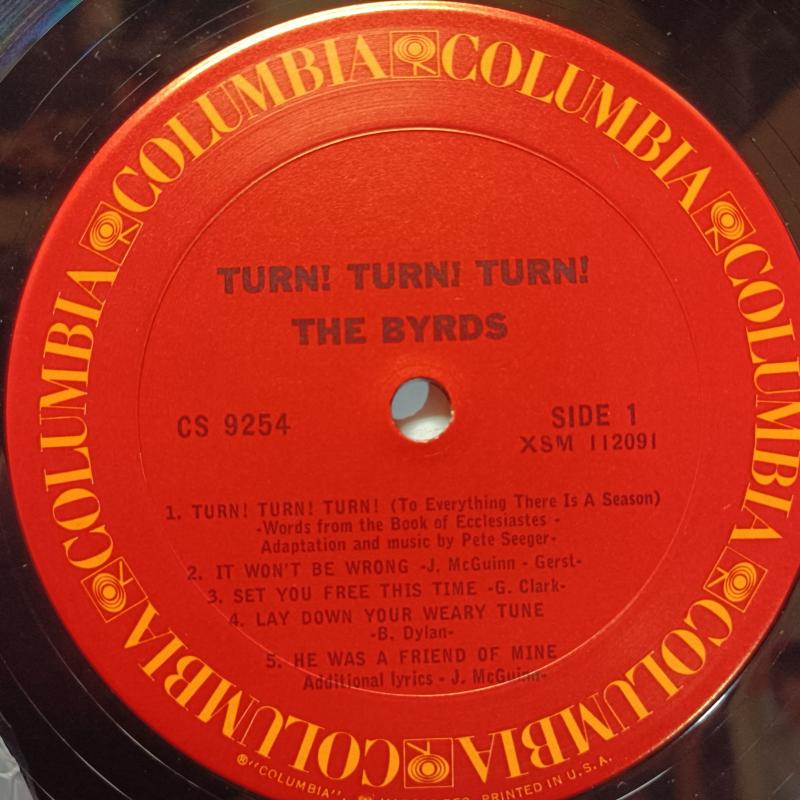 COLUMBIA COLUMBIA COLUMBIA COLUMBIA COLUMBIA COLUMBIA
TURN! TURN! TURN!
THE BYRDS
CS 9254
SIDE 1
XSM 112091
1. TURN! TURN! TURN! (To Everything There Is A Season)
-Words from the Book of Ecclesiastes -
Adaptation and music by Pete Seeger-
2. IT WON'T BE WRONG -J. McGuinn - Gerst-
3. SET YOU FREE THIS TIME -G. Clark-
4. LAY DOWN YOUR WEARY TUNE
-B. Dylan-
5. HE WAS A FRIEND OF MINE
Additional lyrics - J. McGuinn-
®"COLUMBIA", PRINTED IN U.S.A.